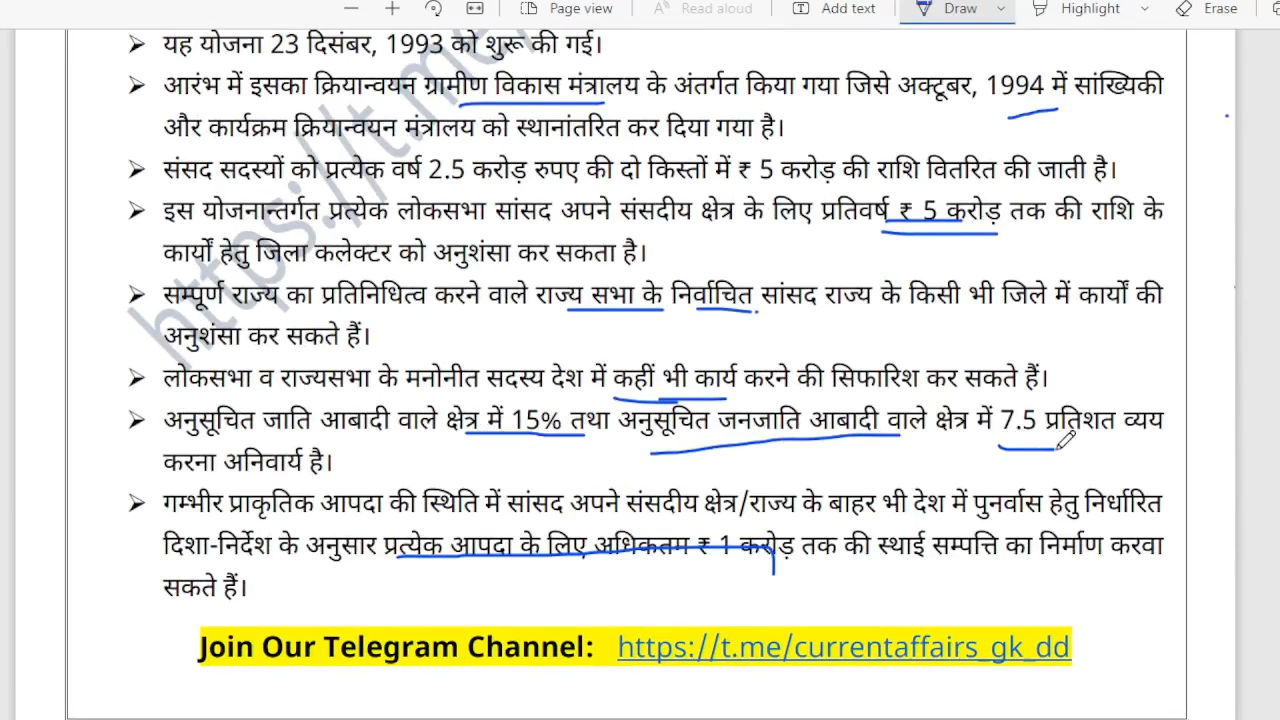 Page view
Read aloud
Add text
Draw
Highlight
Erase
➢ यह योजना 23 दिसंबर, 1993 को शुरू की गई।
➢ आरंभ में इसका क्रियान्वयन ग्रामीण विकास मंत्रालय के अंतर्गत किया गया जिसे अक्टूबर, 1994 में सांख्यिकी
और कार्यक्रम क्रियान्वयन मंत्रालय को स्थानांतरित कर दिया गया है।
➢ संसद सदस्यों को प्रत्येक वर्ष 2.5 करोड़ रुपए की दो किस्तों में ₹ 5 करोड़ की राशि वितरित की जाती है।
➢ इस योजनान्तर्गत प्रत्येक लोकसभा सांसद अपने संसदीय क्षेत्र के लिए प्रतिवर्ष ₹ 5 करोड़ तक की राशि के
कार्यों हेतु जिला कलेक्टर को अनुशंसा कर सकता है।
➢ सम्पूर्ण राज्य का प्रतिनिधित्व करने वाले राज्य सभा के निर्वाचित सांसद राज्य के किसी भी जिले में कार्यों की
अनुशंसा कर सकते हैं।
➢ लोकसभा व राज्यसभा के मनोनीत सदस्य देश में कहीं भी कार्य करने की सिफारिश कर सकते हैं।
➢ अनुसूचित जाति आबादी वाले क्षेत्र में 15% तथा अनुसूचित जनजाति आबादी वाले क्षेत्र में 7.5 प्रतिशत व्यय
करना अनिवार्य है।
➢ गम्भीर प्राकृतिक आपदा की स्थिति में सांसद अपने संसदीय क्षेत्र/राज्य के बाहर भी देश में पुनर्वास हेतु निर्धारित
दिशा-निर्देश के अनुसार प्रत्येक आपदा के लिए अधिकतम ₹ 1 करोड़ तक की स्थाई सम्पत्ति का निर्माण करवा
सकते हैं।
Join Our Telegram Channel: https://t.me/currentaffairs_gk_dd
https://t.me/